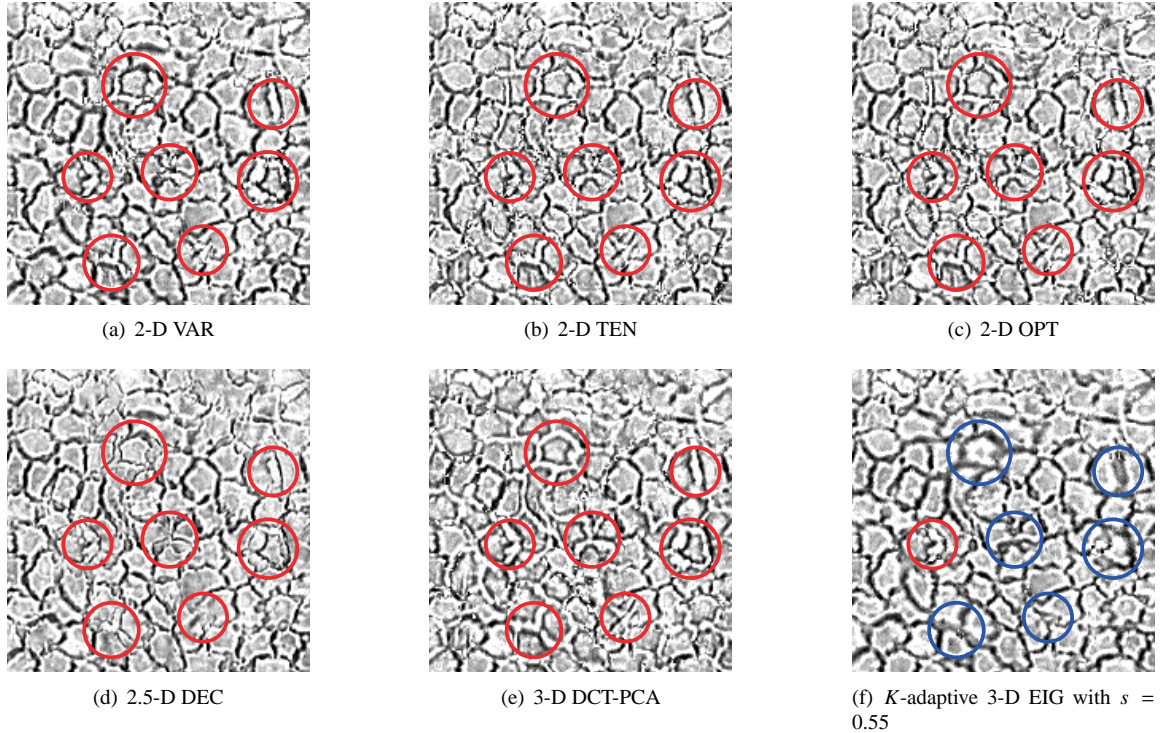 (a) 2-D VAR
(b) 2-D TEN
(c) 2-D OPT
(d) 2.5-D DEC
(e) 3-D DCT-PCA
(f) K-adaptive 3-D EIG with s =
0.55